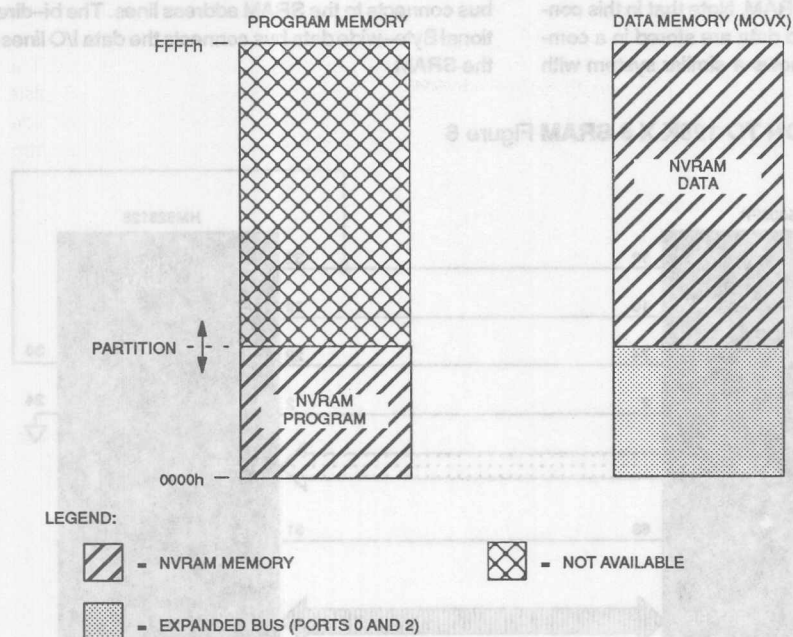 PROGRAM MEMORY
DATA MEMORY (MOVX)
FFFFh
NVRAM
DATA
PARTITION
NVRAM
PROGRAM
0000h
LEGEND:
- NVRAM MEMORY
- NOT AVAILABLE
- EXPANDED BUS (PORTS 0 AND 2)